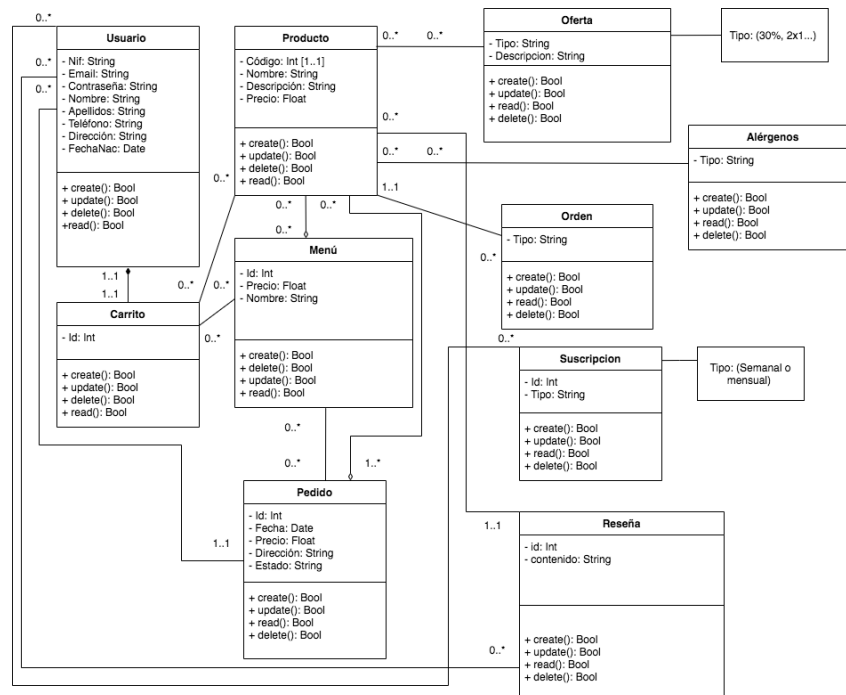 0..*
Usuario
- Nif: String
- Email: String
- Contraseña: String
- Nombre: String
- Apellidos: String
- Teléfono: String
- Dirección: String
- FechaNac: Date
+ create(): Bool
+ update(): Bool
+ delete(): Bool
+read(): Bool
0..*
0..*
1..1
1..1
Producto
- Código: Int [1..1]
- Nombre: String
- Descripción: String
- Precio: Float
+ create(): Bool
+ update(): Bool
+ delete(): Bool
+ read(): Bool
0..*
0..*
Oferta
- Tipo: String
- Descripcion: String
+ create(): Bool
+ update(): Bool
+ read(): Bool
+ delete(): Bool
Tipo: (30%, 2x1...)
0..*
0..*
0..*
1..1
Alérgenos
- Tipo: String
+ create(): Bool
+ update(): Bool
+ read(): Bool
+ delete(): Bool
Orden
- Tipo: String
+ create(): Bool
+ update(): Bool
+ read(): Bool
+ delete(): Bool
0..*
0..*
0..*
0..*
0..*
0..*
Menú
- Id: Int
- Precio: Float
- Nombre: String
+ create(): Bool
+ delete(): Bool
+ update(): Bool
+ read(): Bool
0..*
0..*
0..*
Carrito
- Id: Int
+ create(): Bool
+ update(): Bool
+ delete(): Bool
+ read(): Bool
0..*
Suscripcion
- Id: Int
- Tipo: String
+ create(): Bool
+ update(): Bool
+ read(): Bool
+ delete(): Bool
Tipo: (Semanal o
mensual)
0..*
0..*
1..*
1..1
Pedido
- Id: Int
- Fecha: Date
- Precio: Float
- Dirección: String
- Estado: String
+ create(): Bool
+ update(): Bool
+ read(): Bool
+ delete(): Bool
1..1
Reseña
- id: Int
- contenido: String
+ create(): Bool
+ update(): Bool
+ read(): Bool
+ delete(): Bool
0..*